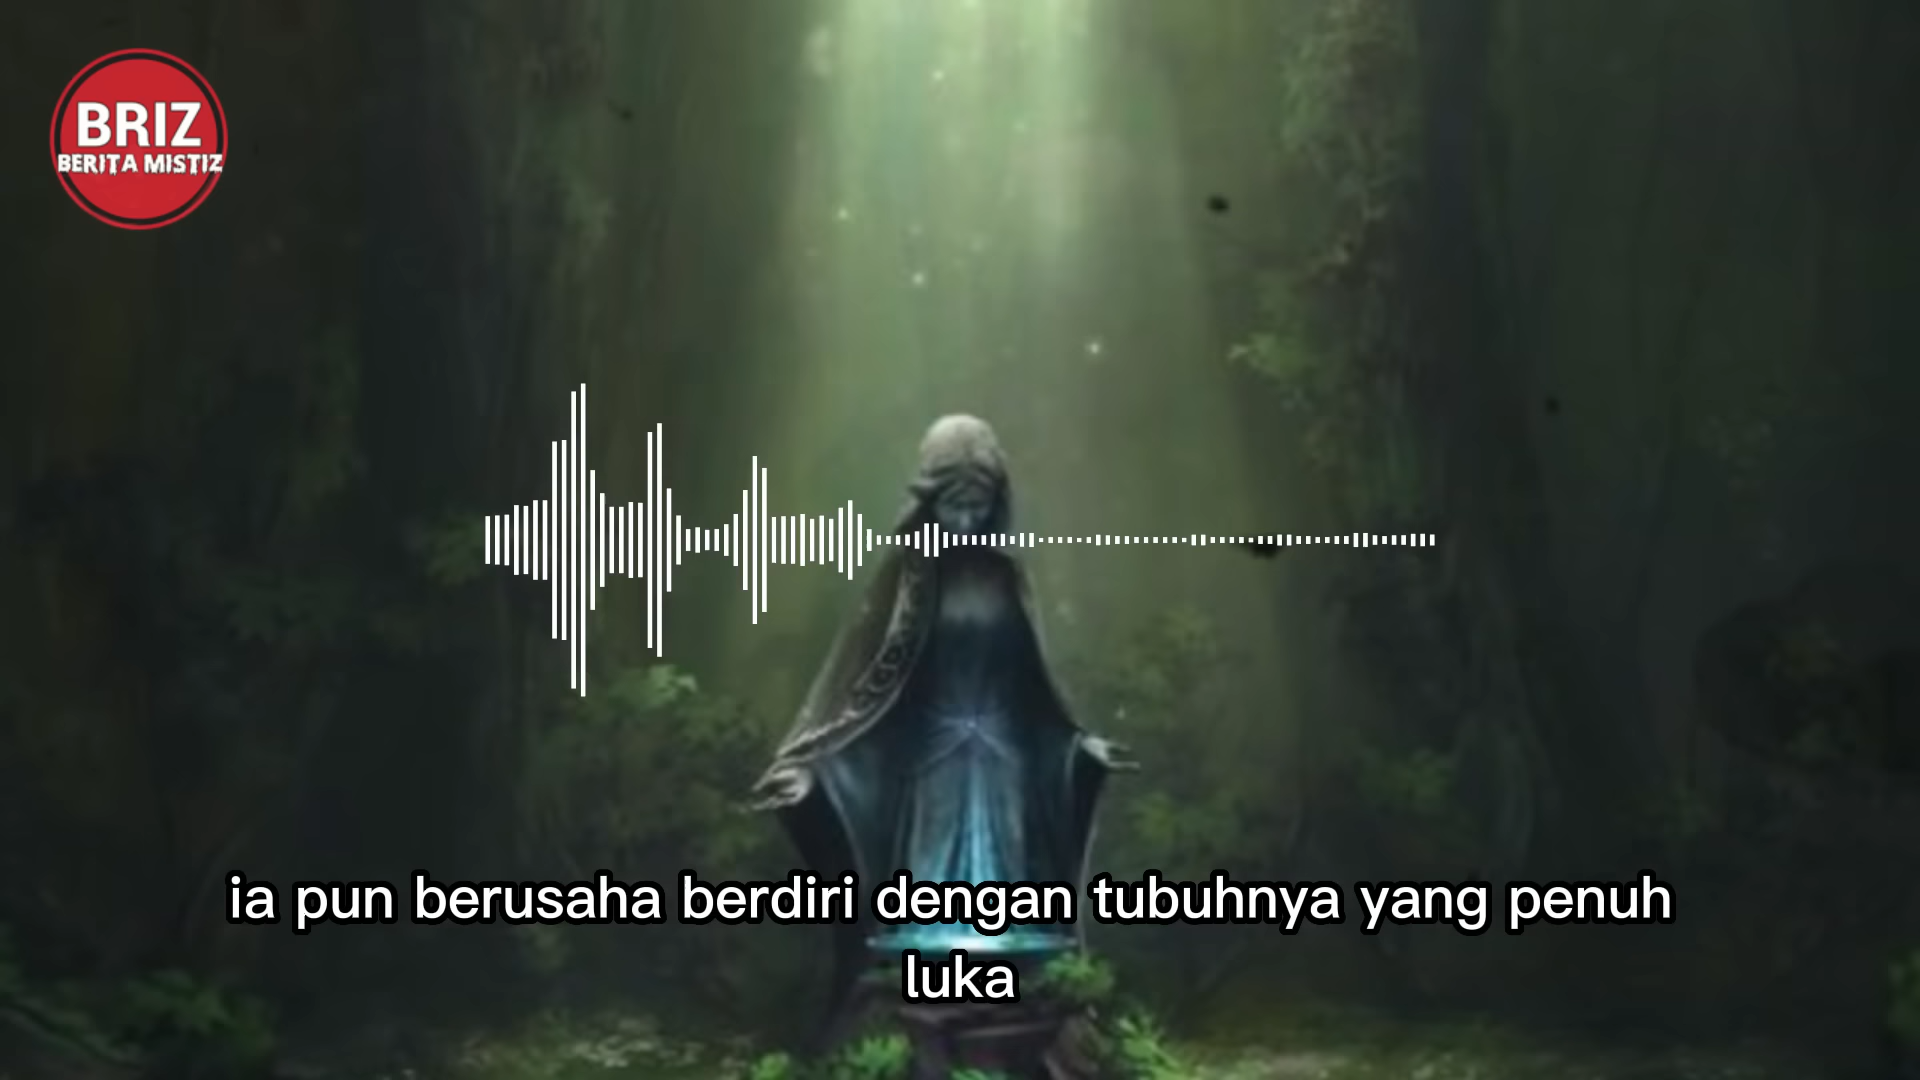 BRIZ
BERITA MISTIZ
ia pun berusaha berdiri dengan tubuhnya yang penuh
luka